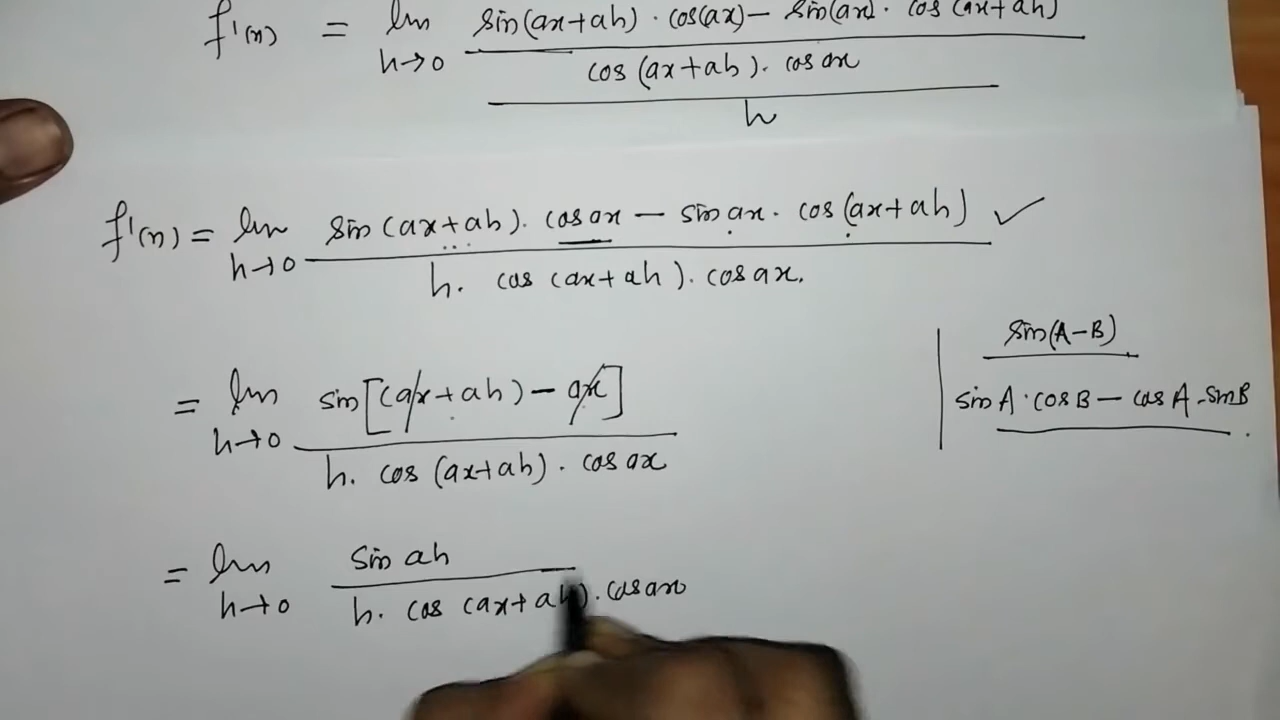 f'(x) = lim h→0 sin(ax+ah) · cos(ax) − sin(ax) · cos(ax+ah)
cos(ax+ah) · cos ax
h
f'(x) = lim h→0 sin(ax+ah) · cos ax − sin ax · cos(ax+ah) ✓
h · cos(ax+ah) · cos ax.
sin(A−B)
sin A · cos B − cos A · sin B
= lim h→0 sin[(ax+ah) − ax]
h · cos(ax+ah) · cos ax
= lim h→0 sin ah
h · cos(ax+ah) · cos ax